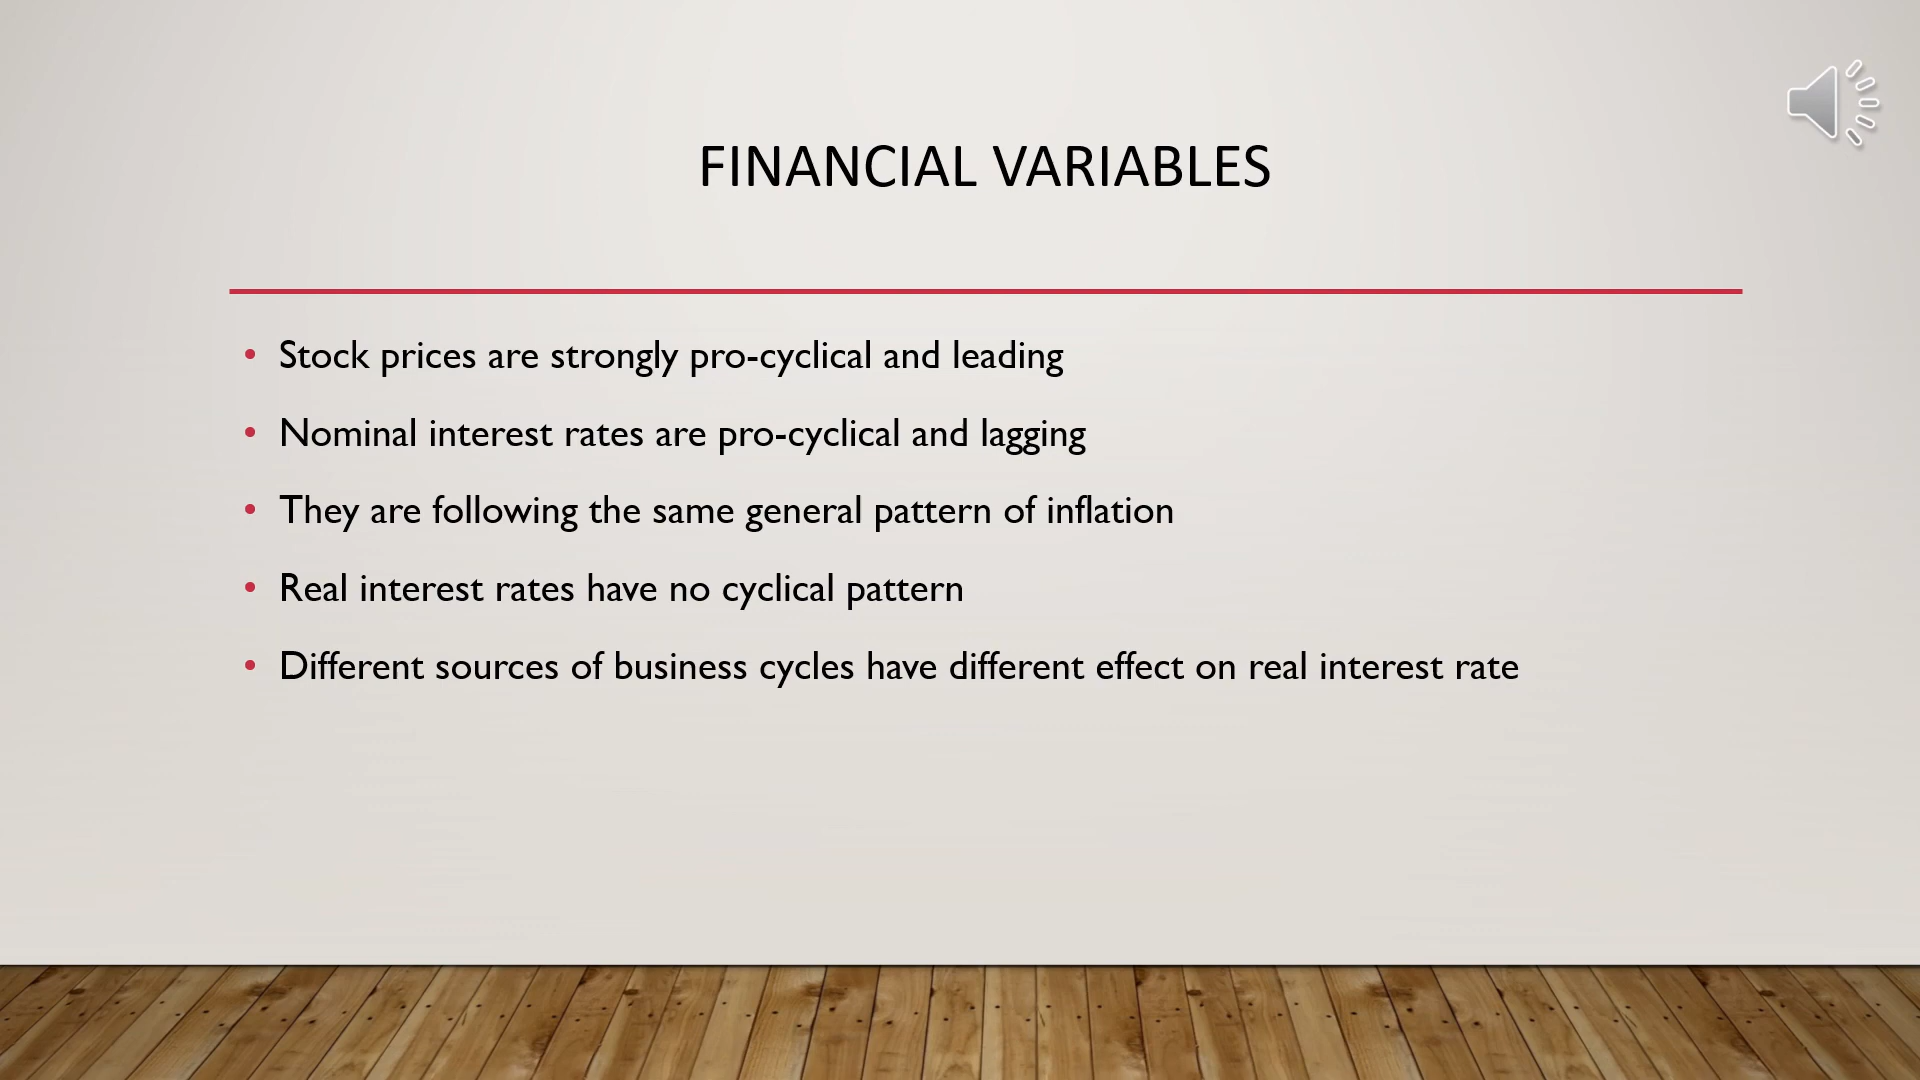 FINANCIAL VARIABLES
• Stock prices are strongly pro-cyclical and leading
• Nominal interest rates are pro-cyclical and lagging
• They are following the same general pattern of inflation
• Real interest rates have no cyclical pattern
• Different sources of business cycles have different effect on real interest rate